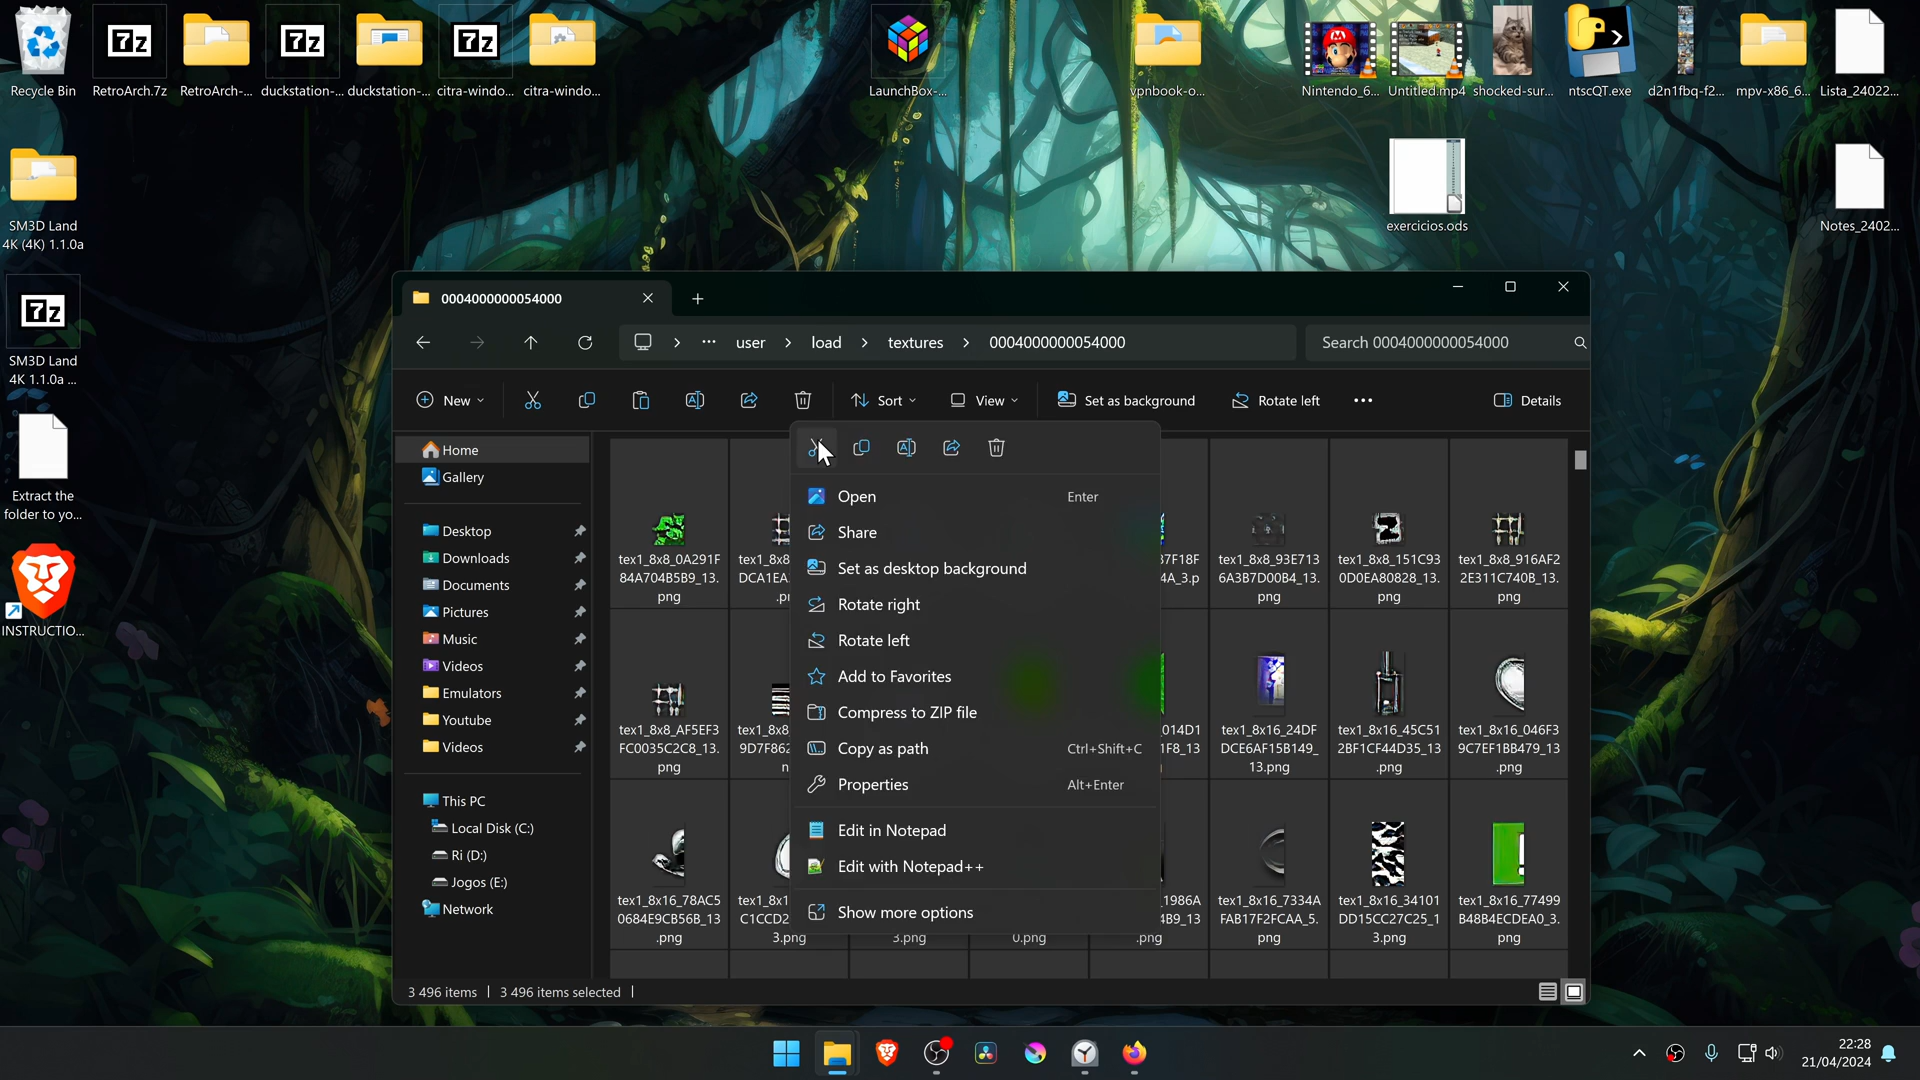 Recycle Bin
RetroArch.7z
RetroArch-...
duckstation-...
duckstation-...
citra-windo...
citra-windo...
LaunchBox-...
vpnbook-o...
Nintendo_6...
Untitled.mp4
shocked-sur...
ntscQT.exe
d2n1fbq-f2...
mpv-x86_6...
Lista_24022...
SM3D Land
4K (4K) 1.1.0a
exercicios.ods
Notes_2402...
SM3D Land
4K 1.1.0a ...
Extract the
folder to yo...
INSTRUCTIO...
0004000000054000
user
load
textures
0004000000054000
Search 0004000000054000
New
Sort
View
Set as background
Rotate left
Details
Home
Gallery
Desktop
Downloads
Documents
Pictures
Music
Videos
Emulators
Youtube
Videos
This PC
Local Disk (C:)
Ri (D:)
Jogos (E:)
Network
Open Enter
Share
Set as desktop background
Rotate right
Rotate left
Add to Favorites
Compress to ZIP file
Copy as path Ctrl+Shift+C
Properties Alt+Enter
Edit in Notepad
Edit with Notepad++
Show more options
tex1_8x8_0A291F
84A704B5B9_13.
png
tex1_8x8_93E713
6A3B7D00B4_13.
png
tex1_8x8_151C93
0D0EA80828_13.
png
tex1_8x8_916AF2
2E311C740B_13.
png
tex1_8x8_AF5EF3
FC0035C2C8_13.
png
tex1_8x16_24DF
DCE6AF15B149_
13.png
tex1_8x16_45C51
2BF1CF44D35_13
.png
tex1_8x16_046F3
9C7EF1BB479_13
.png
tex1_8x16_78AC5
0684E9CB56B_13
.png
3.png
3.png
0.png
.png
tex1_8x16_7334A
FAB17F2FCAA_5.
png
tex1_8x16_34101
DD15CC27C25_1
3.png
tex1_8x16_77499
B48B4ECDEA0_3.
png
3 496 items
3 496 items selected
22:28
21/04/2024